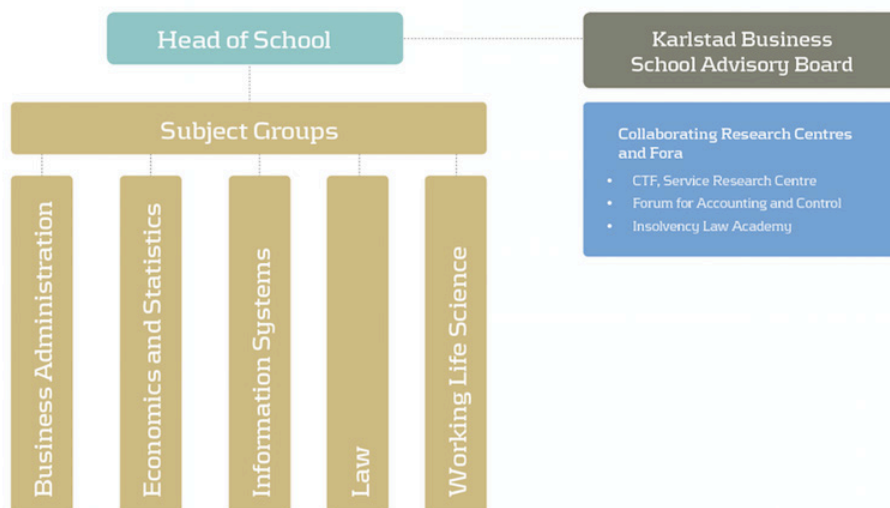 Head of School
Karlstad Business
School Advisory Board
Subject Groups
Collaborating Research Centres
and Fora
• CTF, Service Research Centre
• Forum for Accounting and Control
• Insolvency Law Academy
Business Administration
Economics and Statistics
Information Systems
Law
Working Life Science